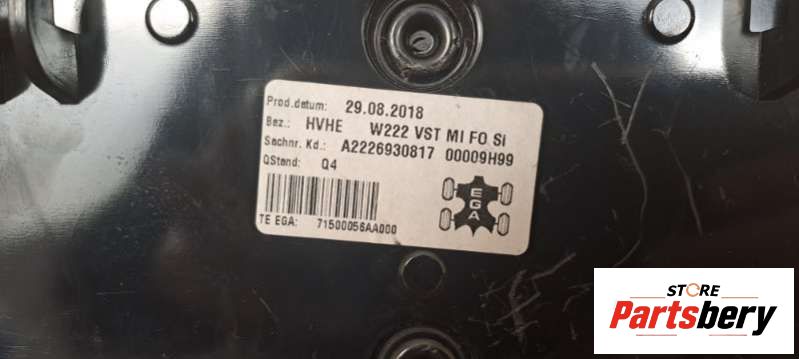 Prod.datum: 29.08.2018
Bez.: HVHE W222 VST MI FO SI
Sachnr. Kd.: A2226930817 00009H99
QStand: Q4
EGA
TE EGA: 71500056AA000
STORE
Partsbery